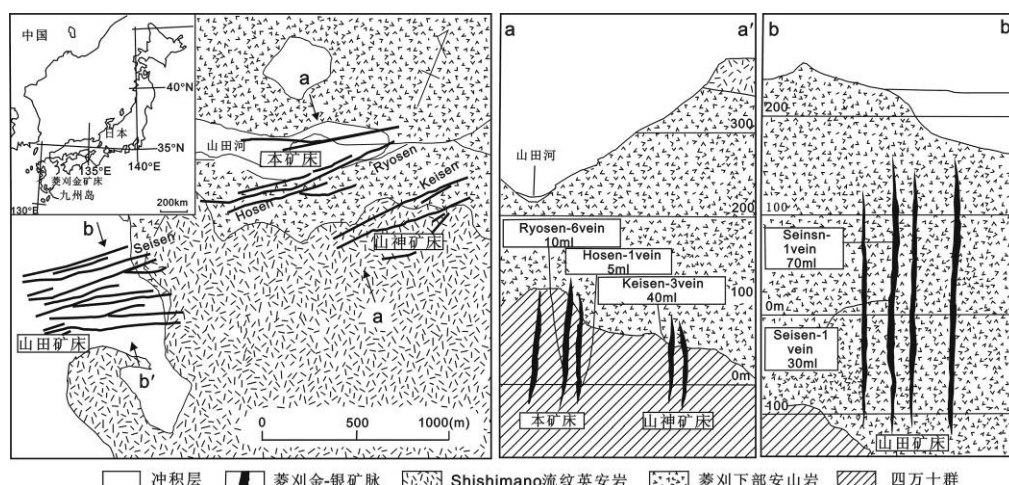 中国
40°N
日本
35°N
135°E
140°E
菱刈金矿床
九州岛
130°E
200km
a
山田河
本矿床
Ryosen
Hosen
Keisen
山神矿床
a
b
Seisen
山田矿床
b′
0
500
1000(m)
a
a′
300
山田河
200
Ryosen-6vein
10ml
Hosen-1vein
5ml
Keisen-3vein
40ml
100
0m
本矿床
山神矿床
b
b
200
100
Seinsn-
1vein
70ml
0m
Seisen-1
vein
30ml
100
山田矿床
冲积层
菱刈金-银矿脉
Shishimano流纹英安岩
菱刈下部安山岩
四万十群